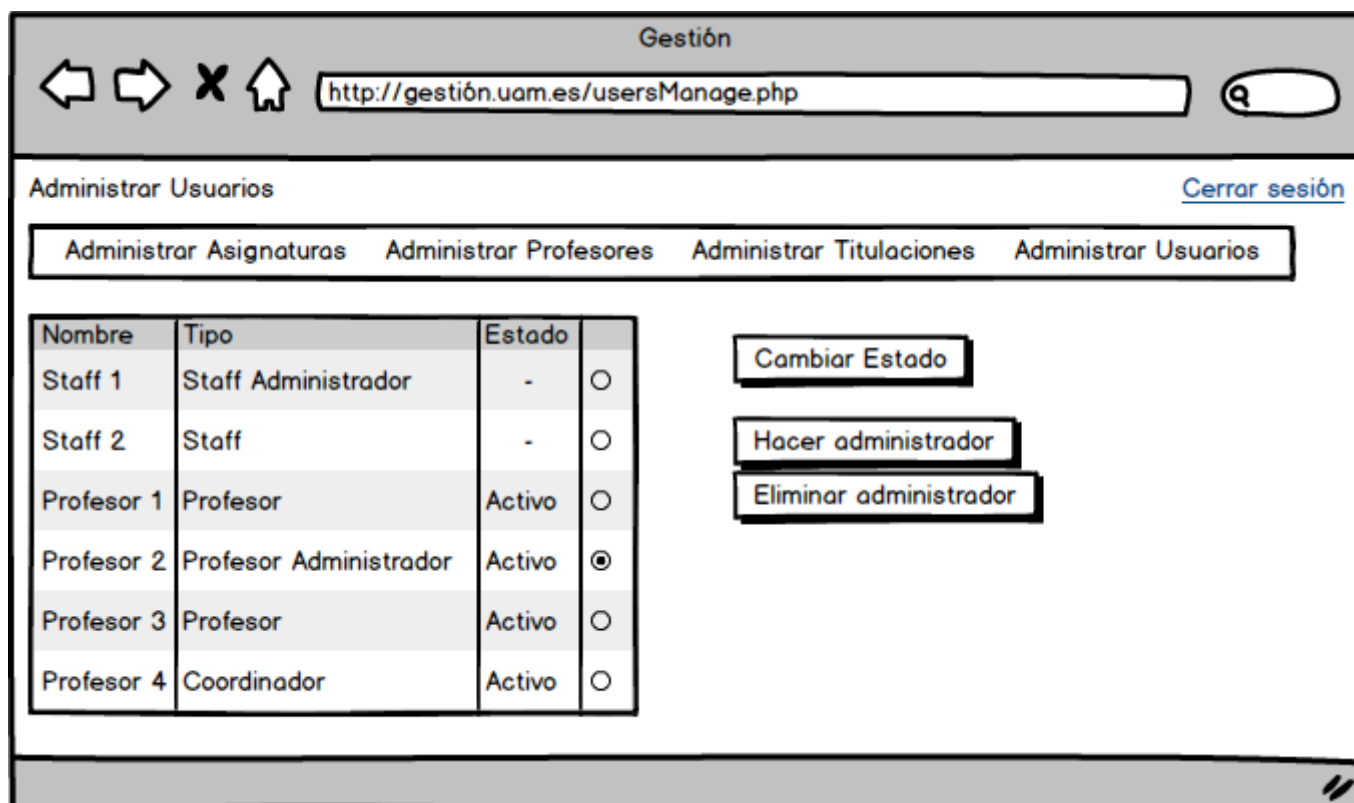 Gestión
http://gestión.uam.es/usersManage.php
Administrar Usuarios Cerrar sesión
Administrar Asignaturas Administrar Profesores Administrar Titulaciones Administrar Usuarios
Nombre Tipo Estado
Staff 1 Staff Administrador -
Staff 2 Staff -
Profesor 1 Profesor Activo
Profesor 2 Profesor Administrador Activo
Profesor 3 Profesor Activo
Profesor 4 Coordinador Activo
Cambiar Estado
Hacer administrador
Eliminar administrador